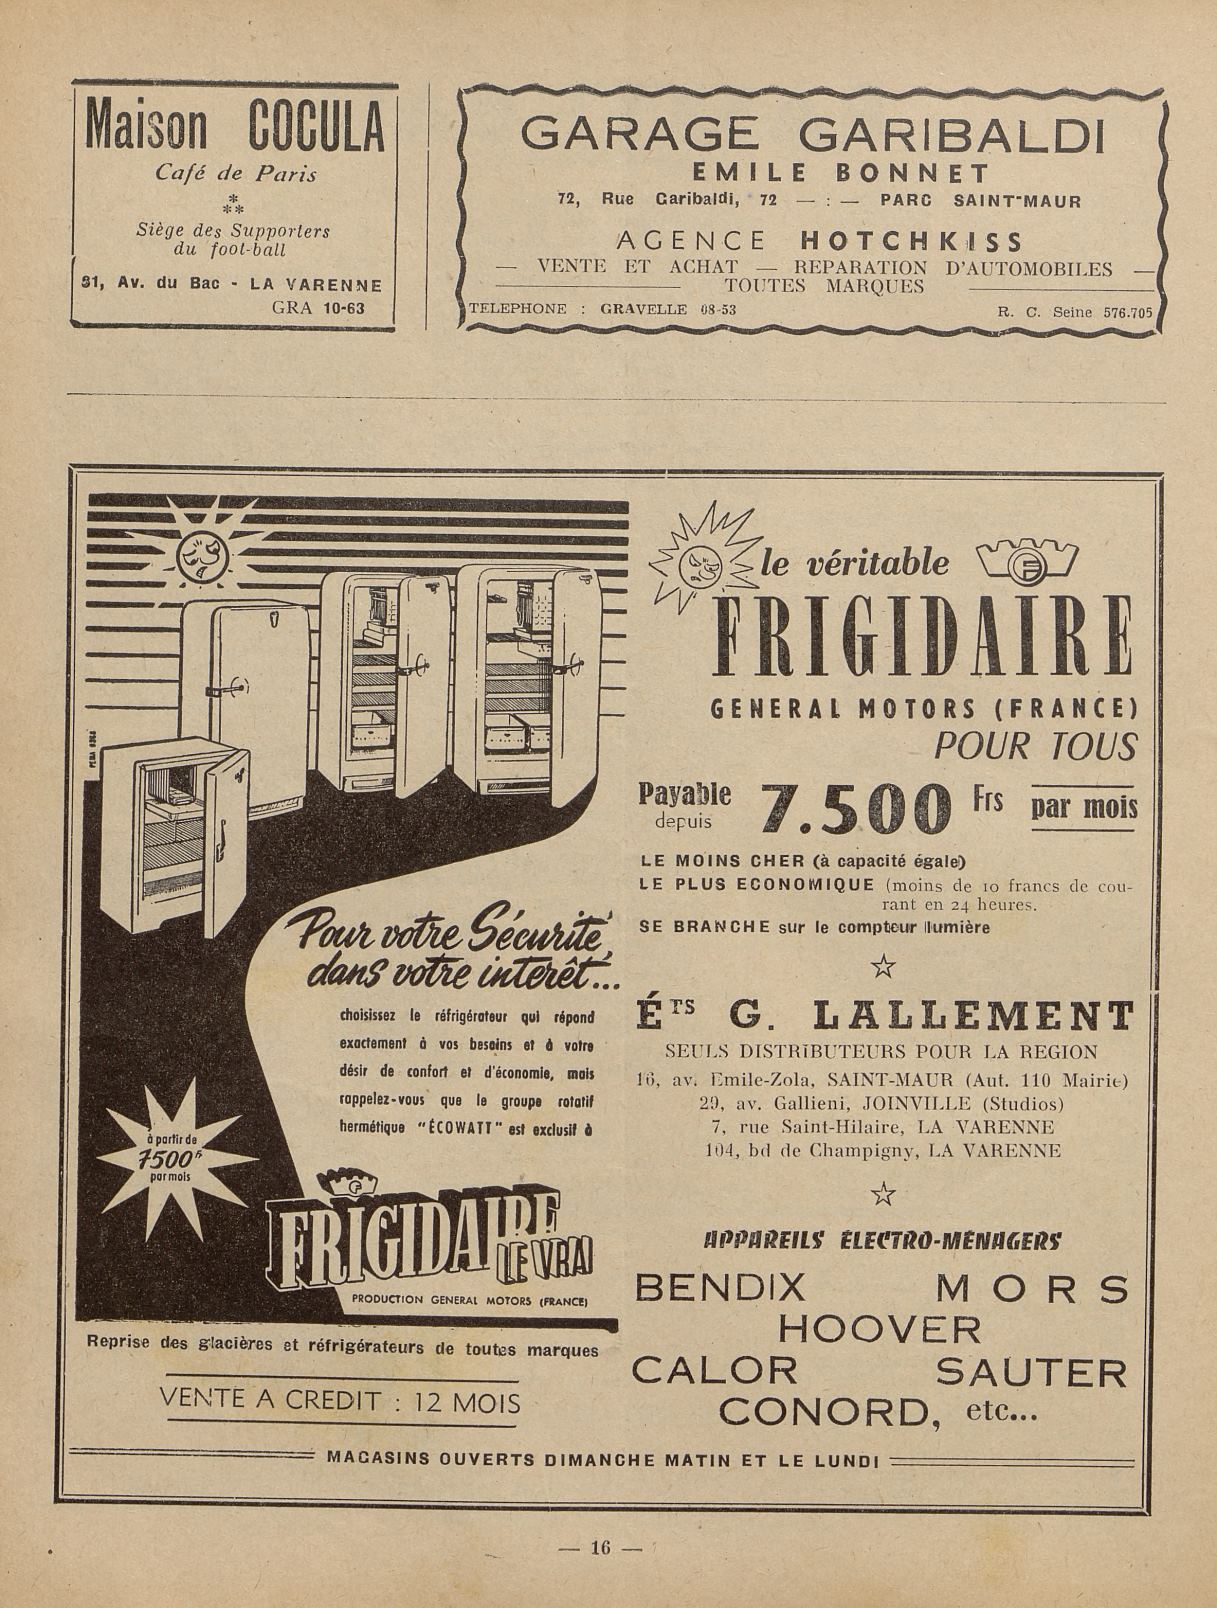 Maison COCULA
Café de Paris
*
**
Siège des Supporters
du foot-ball
81, Av. du Bac - LA VARENNE
GRA 10-63
GARAGE GARIBALDI
EMILE BONNET
72, Rue Garibaldi, 72 — : — PARC SAINT-MAUR
AGENCE HOTCHKISS
— VENTE ET ACHAT — REPARATION D'AUTOMOBILES —
TOUTES MARQUES
TELEPHONE : GRAVELLE 08-53
R. C. Seine 576.705
Pour votre Sécurité,
dans votre intérêt...
choisissez le réfrigérateur qui répond
exactement à vos besoins et à votre
désir de confort et d'économie, mais
rappelez-vous que le groupe rotatif
hermétique "ÉCOWATT" est exclusif à
à partir de
7500 Fr
par mois
F
FRIGIDAIRE
LE VRAI
PRODUCTION GENERAL MOTORS (FRANCE)
Reprise des glacières et réfrigérateurs de toutes marques
VENTE A CREDIT : 12 MOIS
le véritable
F
FRIGIDAIRE
GENERAL MOTORS (FRANCE)
POUR TOUS
Payable
depuis
7.500 Frs par mois
LE MOINS CHER (à capacité égale)
LE PLUS ECONOMIQUE (moins de 10 francs de cou-
rant en 24 heures.
SE BRANCHE sur le compteur lumière
ÉTS G. LALLEMENT
SEULS DISTRIBUTEURS POUR LA REGION
16, av. Emile-Zola, SAINT-MAUR (Aut. 110 Mairie)
29, av. Gallieni, JOINVILLE (Studios)
7, rue Saint-Hilaire, LA VARENNE
104, bd de Champigny, LA VARENNE
APPAREILS ÉLECTRO-MÉNAGERS
BENDIX MORS
HOOVER
CALOR SAUTER
CONORD, etc...
MAGASINS OUVERTS DIMANCHE MATIN ET LE LUNDI
— 16 —